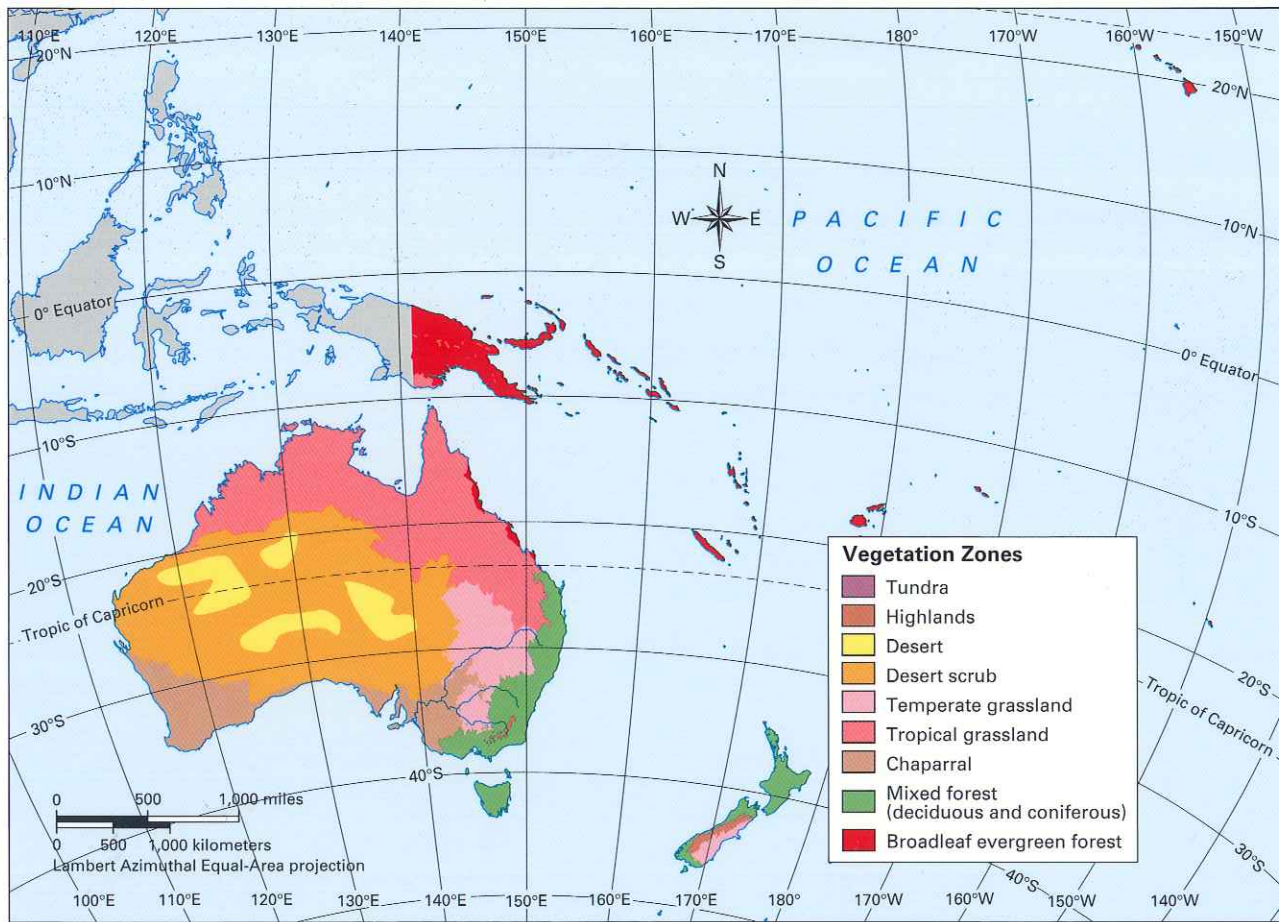 110°E 120°E 130°E 140°E 150°E 160°E 170°E 180° 170°W 160°W 150°W
20°N
20°N
10°N
10°N
N
W E
S
PACIFIC
OCEAN
0° Equator
0° Equator
10°S
10°S
INDIAN
OCEAN
20°S
Tropic of Capricorn
30°S
40°S
Vegetation Zones
Tundra
Highlands
Desert
Desert scrub
Temperate grassland
Tropical grassland
Chaparral
Mixed forest
(deciduous and coniferous)
Broadleaf evergreen forest
20°S
Tropic of Capricorn
30°S
40°S
0 500 1,000 miles
0 500 1,000 kilometers
Lambert Azimuthal Equal-Area projection
100°E 110°E 120°E 130°E 140°E 150°E 160°E 170°E 180° 170°W 160°W 150°W 140°W